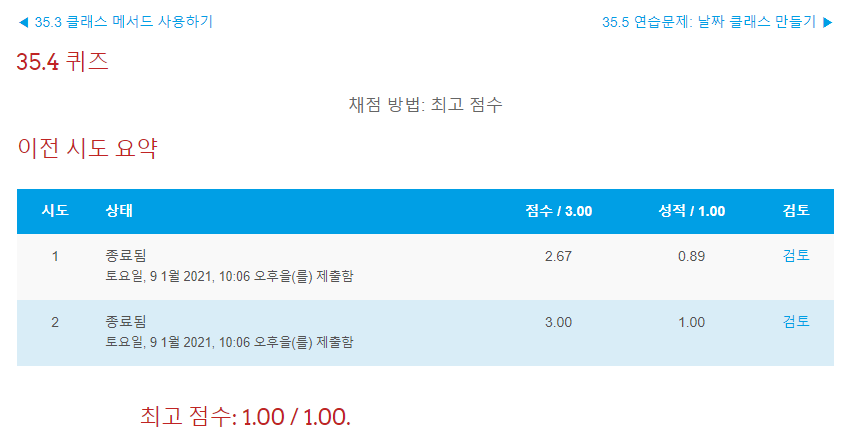 ◀ 35.3 클래스 메서드 사용하기
35.5 연습문제: 날짜 클래스 만들기 ▶
35.4 퀴즈
채점 방법: 최고 점수
이전 시도 요약
시도 상태 점수 / 3.00 성적 / 1.00 검토
1 종료됨 2.67 0.89 검토
토요일, 9 1월 2021, 10:06 오후을(를) 제출함
2 종료됨 3.00 1.00 검토
토요일, 9 1월 2021, 10:06 오후을(를) 제출함
최고 점수: 1.00 / 1.00.